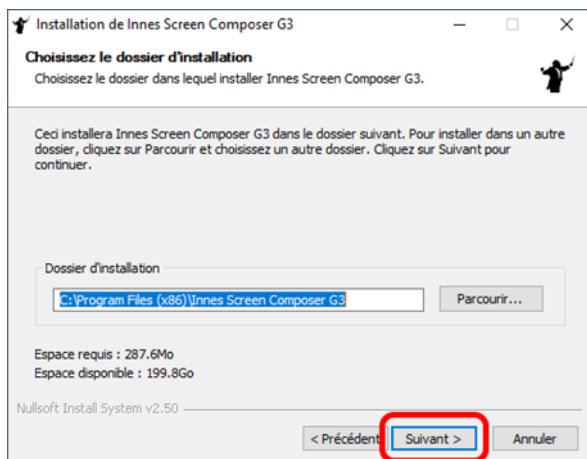 Installation de Innes Screen Composer G3
Choisissez le dossier d'installation
Choisissez le dossier dans lequel installer Innes Screen Composer G3.
Ceci installera Innes Screen Composer G3 dans le dossier suivant. Pour installer dans un autre
dossier, cliquez sur Parcourir et choisissez un autre dossier. Cliquez sur Suivant pour
continuer.
Dossier d'installation
C:\Program Files (x86)\Innes Screen Composer G3
Parcourir...
Espace requis : 287.6Mo
Espace disponible : 199.8Go
Nullsoft Install System v2.50
< Précédent
Suivant >
Annuler